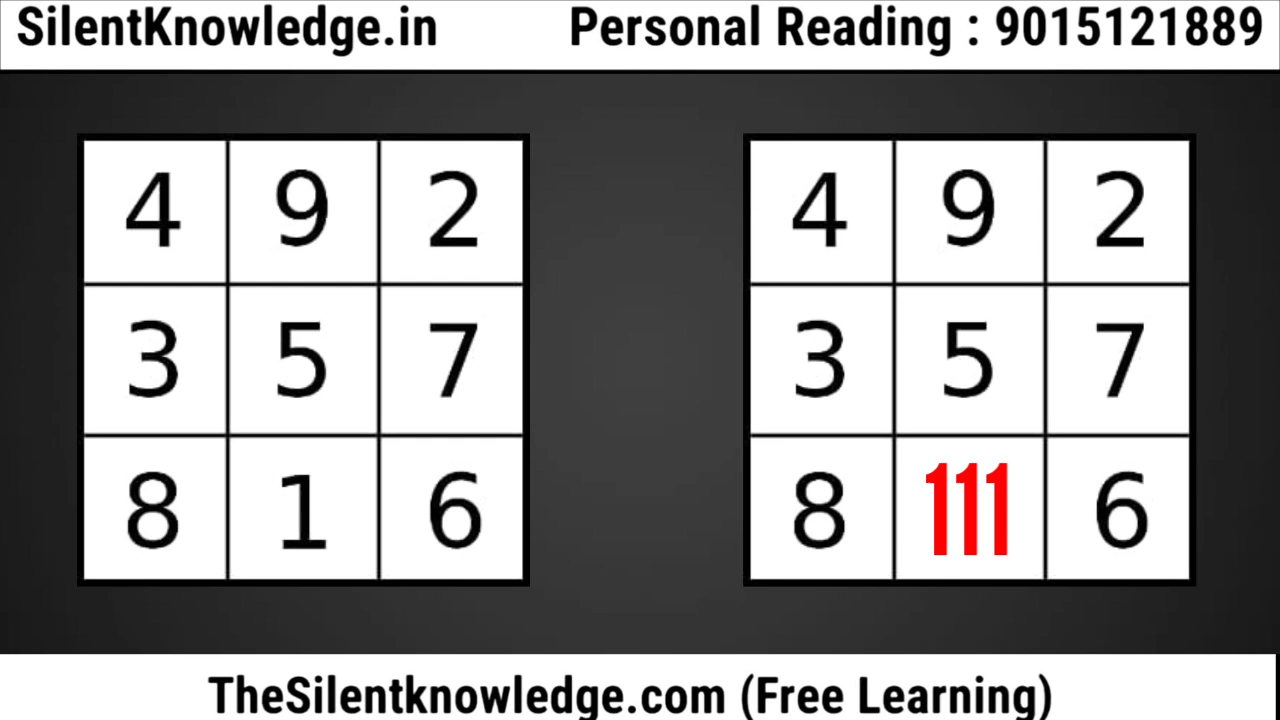 SilentKnowledge.in Personal Reading : 9015121889
4 9 2 4 9 2
3 5 7 3 5 7
8 1 6 8 111 6
TheSilentknowledge.com (Free Learning)